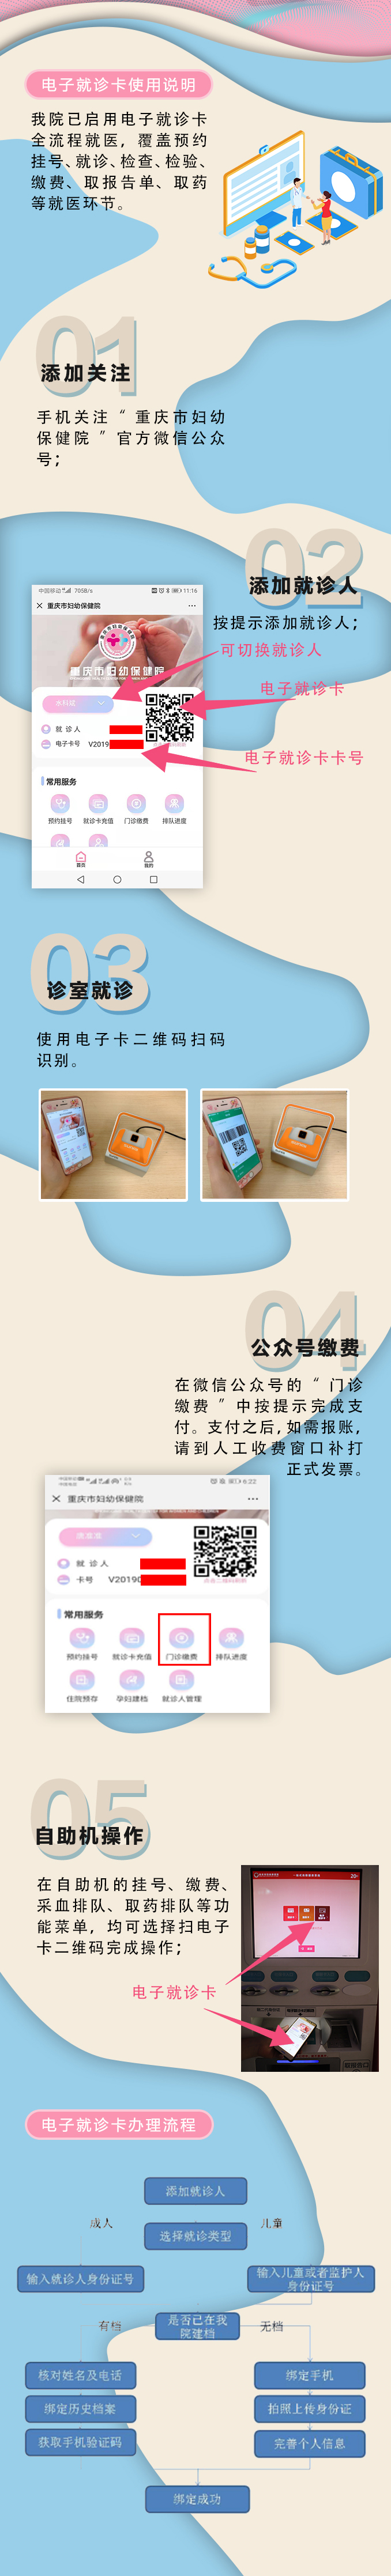 电子就诊卡使用说明
我院已启用电子就诊卡
全流程就医，覆盖预约
挂号、就诊、检查、检验、
缴费、取报告单、取药
等就医环节。
01
添加关注
手机关注“重庆市妇幼
保健院”官方微信公众
号；
02
添加就诊人
按提示添加就诊人；
可切换就诊人
电子就诊卡
电子就诊卡卡号
中国移动 705B/s 11:16
重庆市妇幼保健院
重庆市妇幼保健院
就 诊 人
电子卡号 V2019
常用服务
预约挂号 就诊卡充值 门诊缴费 排队进度
首页 我的
03
诊室就诊
使用电子卡二维码扫码
识别。
04
公众号缴费
在微信公众号的“门诊
缴费”中按提示完成支
付。支付之后,如需报账,
请到人工收费窗口补打
正式发票。
6:22
重庆市妇幼保健院
就 诊 人
卡号 V2019
常用服务
预约挂号 就诊卡充值 门诊缴费 排队进度
住院预存 孕妇建档 就诊人管理
05
自助机操作
在自助机的挂号、缴费、
采血排队、取药排队等功
能菜单，均可选择扫电子
卡二维码完成操作；
电子就诊卡
电子就诊卡办理流程
添加就诊人
成人 儿童
选择就诊类型
输入就诊人身份证号
输入儿童或者监护人
身份证号
是否已在我
院建档
有档 无档
核对姓名及电话 绑定手机
绑定历史档案 拍照上传身份证
获取手机验证码 完善个人信息
绑定成功